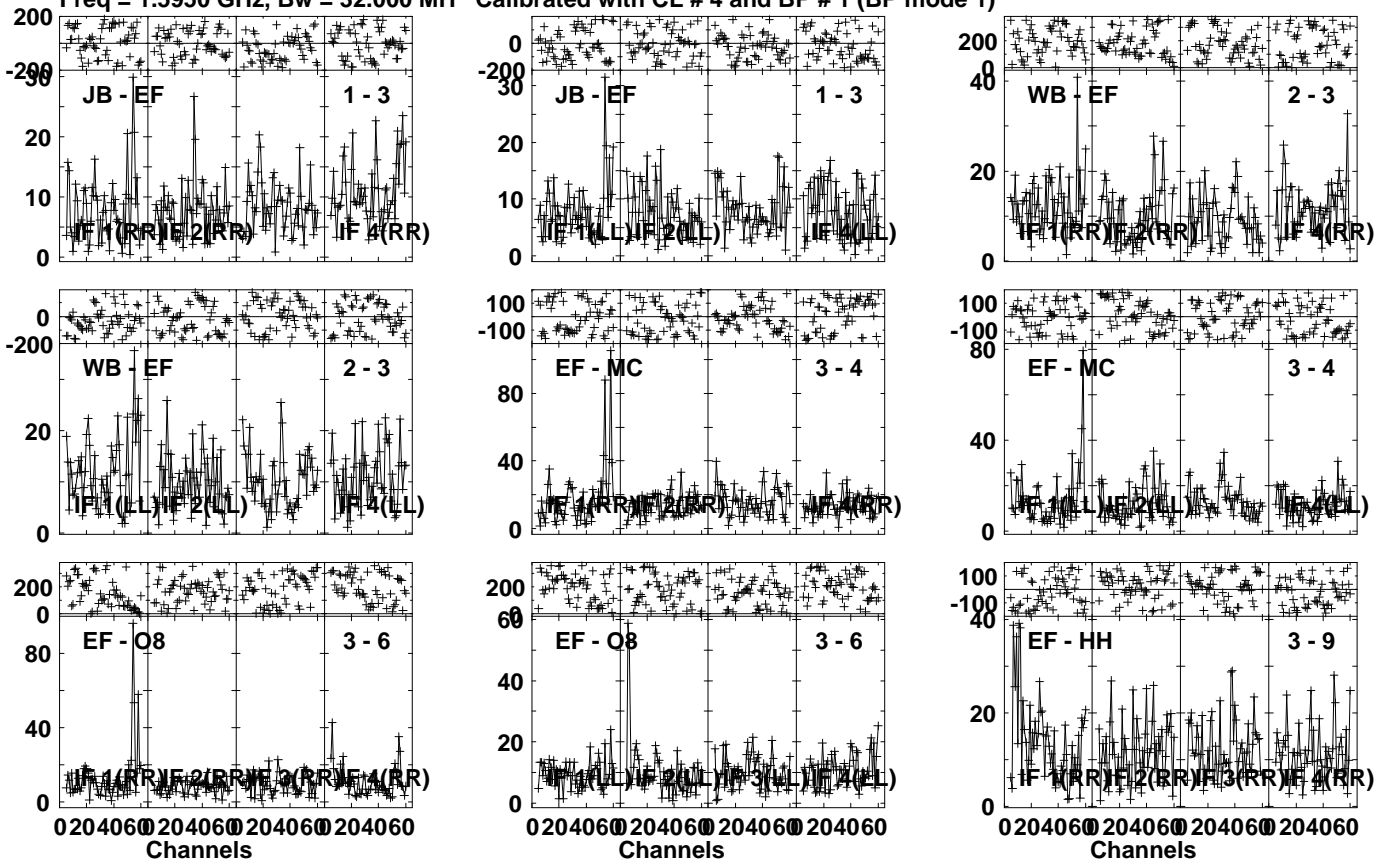 Freq = 1.5950 GHz, Bw = 32.000 MH Calibrated with CL # 4 and BP # 1 (BP mode 1)
200
-200
30
20
10
0
JB - EF
1 - 3
IF 1(RR)
IF 2(RR)
IF 4(RR)
0
-200
30
20
10
0
JB - EF
1 - 3
IF 1(LL)
IF 2(LL)
IF 4(LL)
200
0
40
20
0
WB - EF
2 - 3
IF 1(RR)
IF 2(RR)
IF 4(RR)
0
-200
20
0
WB - EF
2 - 3
IF 1(LL)
IF 2(LL)
IF 4(LL)
100
-100
80
40
0
EF - MC
3 - 4
IF 1(RR)
IF 2(RR)
IF 4(RR)
100
-100
80
40
0
EF - MC
3 - 4
IF 1(LL)
IF 2(LL)
IF 4(LL)
200
0
80
40
0
EF - O8
3 - 6
IF 1(RR)
IF 2(RR)
IF 3(RR)
IF 4(RR)
0 20 40 60 0 20 40 60 0 20 40 60 0 20 40 60
Channels
200
0
60
40
20
0
EF - O8
3 - 6
IF 1(LL)
IF 2(LL)
IF 3(LL)
IF 4(LL)
0 20 40 60 0 20 40 60 0 20 40 60 0 20 40 60
Channels
100
-100
40
20
0
EF - HH
3 - 9
IF 1(RR)
IF 2(RR)
IF 3(RR)
IF 4(RR)
0 20 40 60 0 20 40 60 0 20 40 60 0 20 40 60
Channels